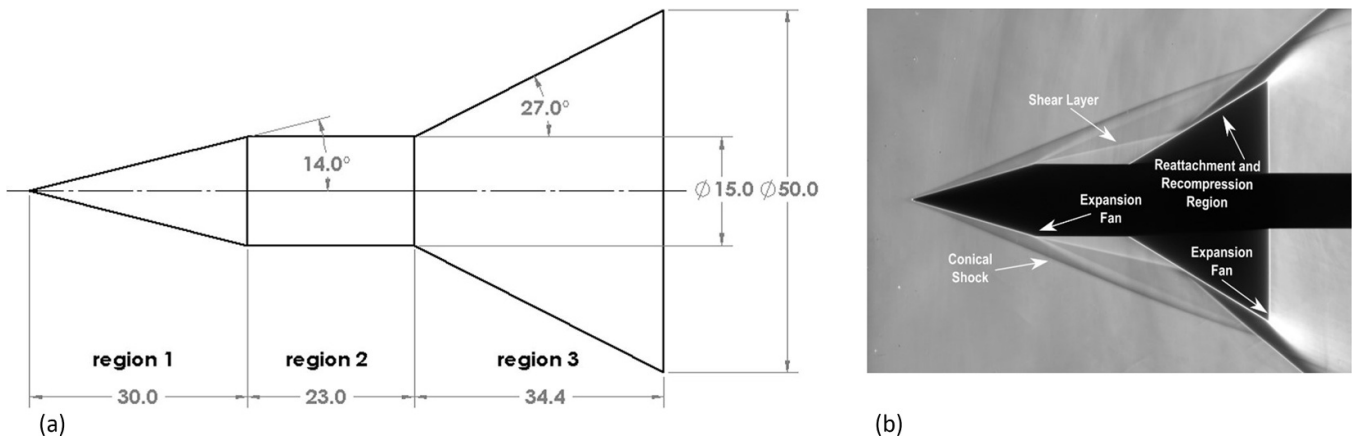 27.0°
14.0°
Ø 15.0
Ø 50.0
region 1
region 2
region 3
30.0
23.0
34.4
(a)
Shear Layer
Reattachment and
Recompression
Region
Expansion
Fan
Conical
Shock
Expansion
Fan
(b)